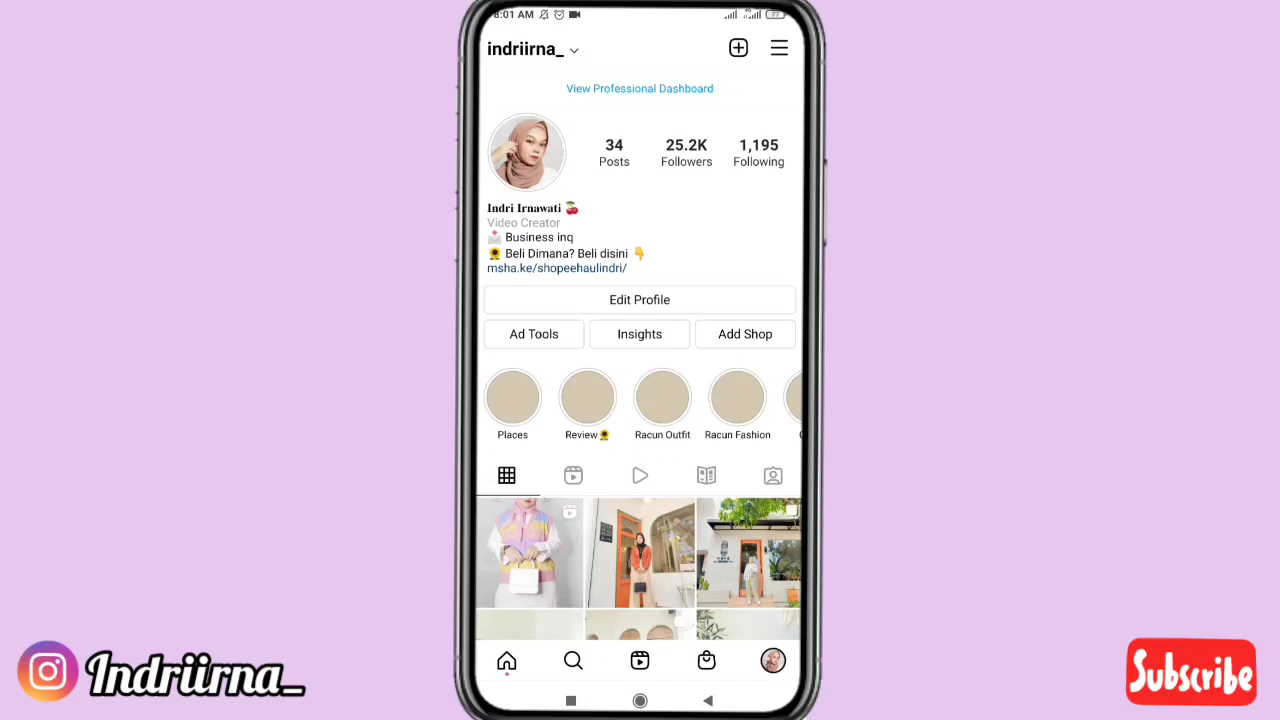 8:01 AM
indriirna_
View Professional Dashboard
34 25.2K 1,195
Posts Followers Following
Indri Irnawati 🍒
Video Creator
📩 Business inq
🌻 Beli Dimana? Beli disini 👇
msha.ke/shopeehaulindri/
Edit Profile
Ad Tools Insights Add Shop
Places Review🌻 Racun Outfit Racun Fashion
Indriirna_
Subscribe